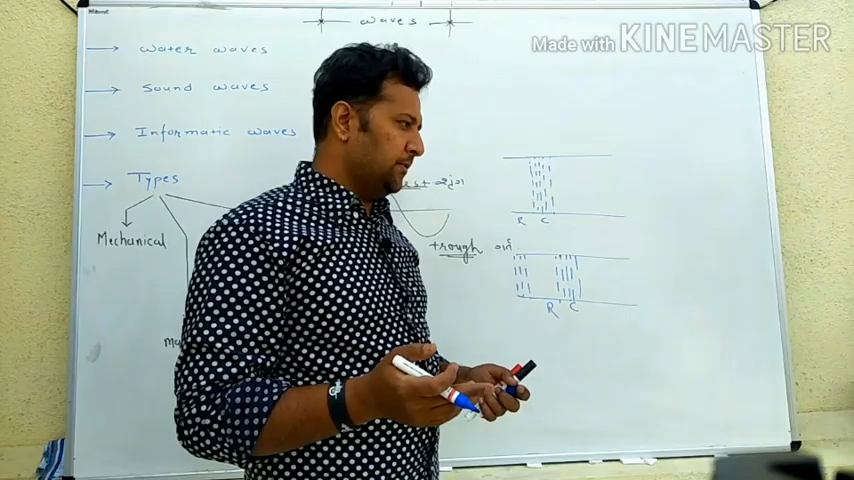 waves
Made with KINEMASTER
→ Water waves
→ Sound waves
→ Informatic waves
→ Types
Mechanical
trough
R C
R C